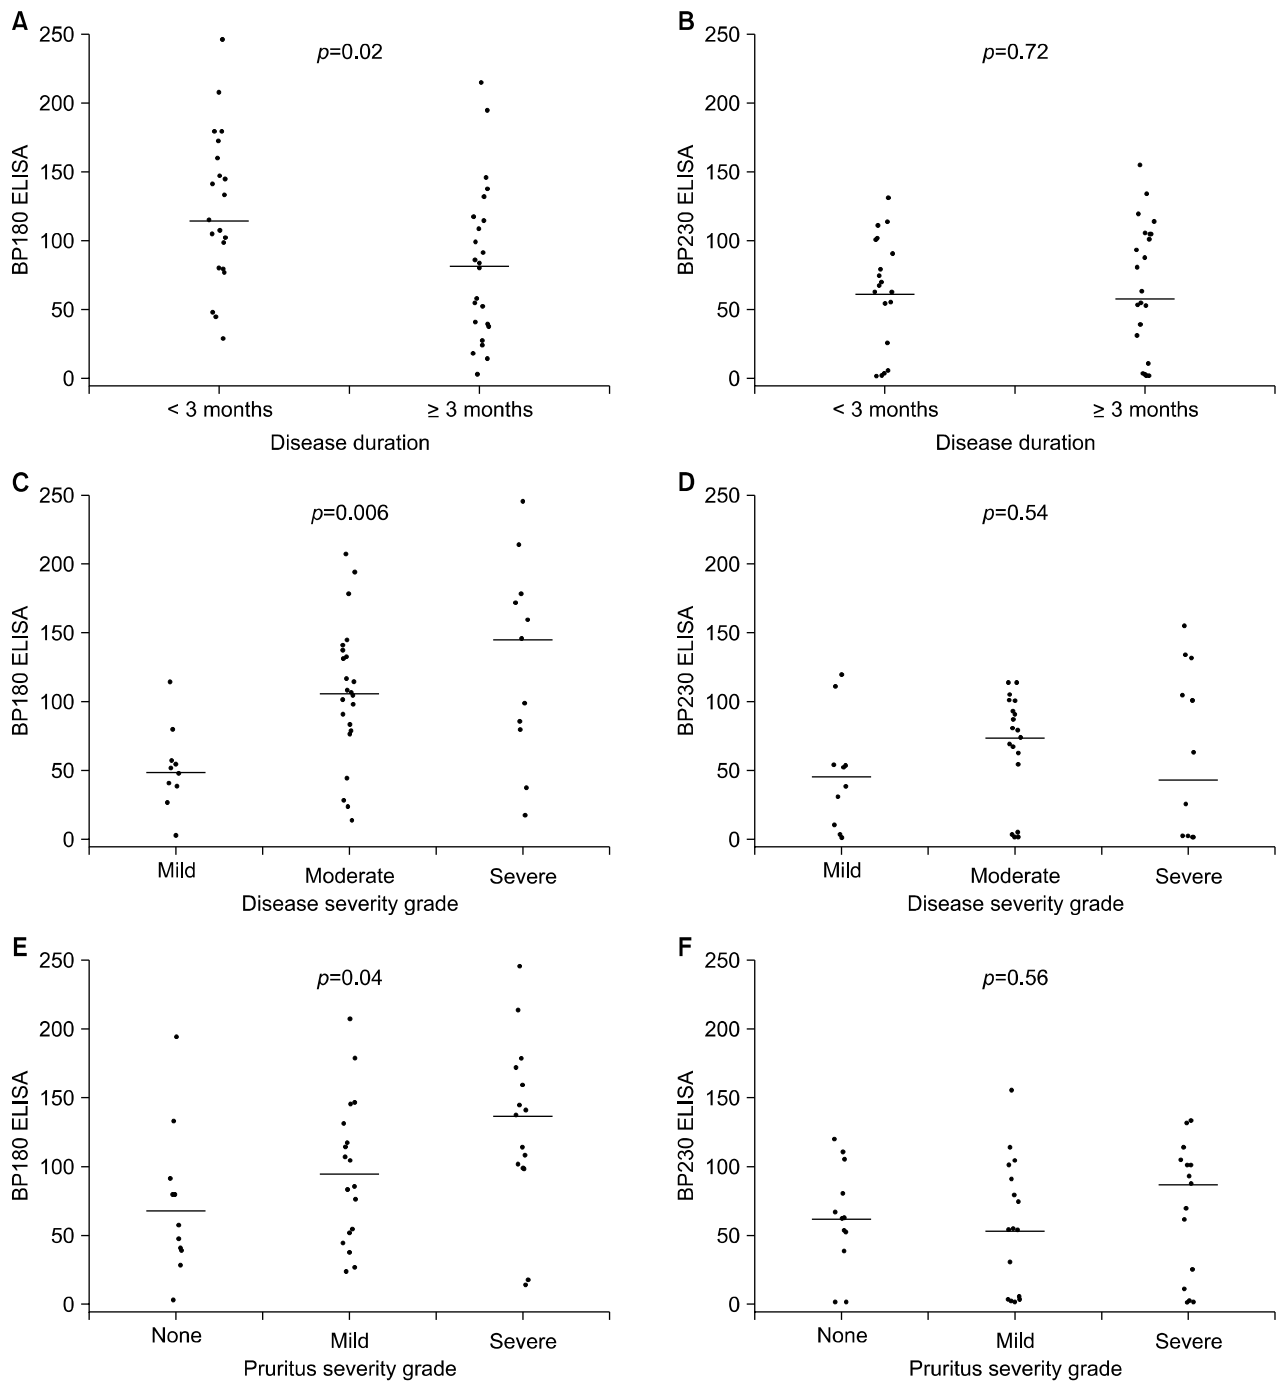 A
p=0.02
250
200
150
100
50
0
BP180 ELISA
< 3 months
≥ 3 months
Disease duration
B
p=0.72
250
200
150
100
50
0
BP230 ELISA
< 3 months
≥ 3 months
Disease duration
C
p=0.006
250
200
150
100
50
0
BP180 ELISA
Mild
Moderate
Severe
Disease severity grade
D
p=0.54
250
200
150
100
50
0
BP230 ELISA
Mild
Moderate
Severe
Disease severity grade
E
p=0.04
250
200
150
100
50
0
BP180 ELISA
None
Mild
Severe
Pruritus severity grade
F
p=0.56
250
200
150
100
50
0
BP230 ELISA
None
Mild
Severe
Pruritus severity grade